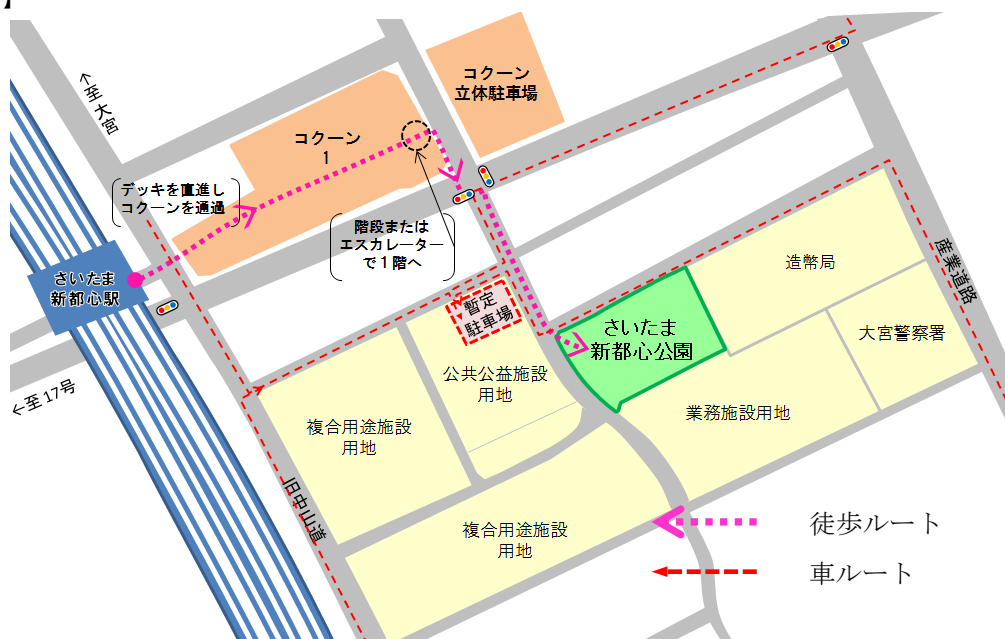 】
←至大宮
コクーン
立体駐車場
コクーン
1
デッキを直進し
コクーンを通過
階段または
エスカレーター
で１階へ
さいたま
新都心駅
暫定
駐車場
さいたま
新都心公園
造幣局
産業道路
大宮警察署
公共公益施設
用地
←至17号
複合用途施設
用地
業務施設用地
旧中山道
複合用途施設
用地
徒歩ルート
車ルート